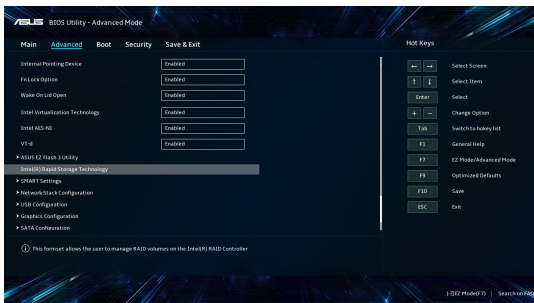 ASUS BIOS Utility - Advanced Mode
Main Advanced Boot Security Save & Exit
Hot Keys
Internal Pointing Device Enabled
Fn Lock Option Enabled
Wake On Lid Open Enabled
Intel Virtualization Technology Enabled
Intel AES-NI Enabled
VT-d Enabled
ASUS EZ Flash 3 Utility
Intel(R) Rapid Storage Technology
SMART Settings
Network Stack Configuration
USB Configuration
Graphics Configuration
SATA Configuration
This formset allows the user to manage RAID volumes on the Intel(R) RAID Controller
← → Select Screen
↑ ↓ Select Item
Enter Select
+ - Change Option
Tab Switch to hokey list
F1 General Help
F7 EZ Mode/Advanced Mode
F9 Optimized Defaults
F10 Save
ESC Exit
EZ Mode(F7) | Search on FAQ